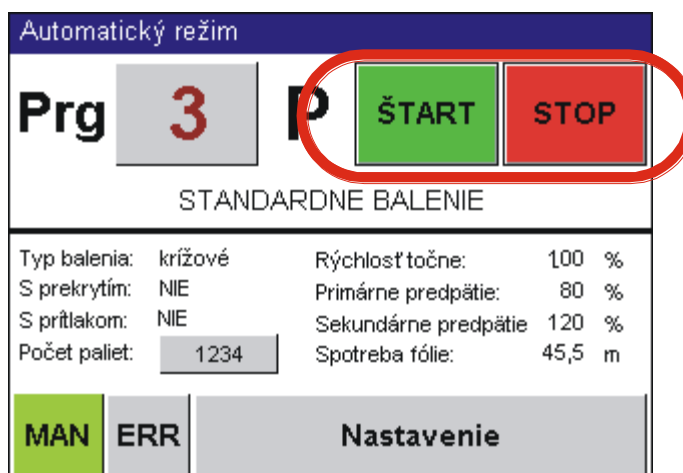 Automatický režim
Prg 3 P ŠTART STOP
STANDARDNE BALENIE
Typ balenia: krížové Rýchlosť točne: 100 %
S prekrytím: NIE Primárne predpätie: 80 %
S prítlakom: NIE Sekundárne predpätie 120 %
Počet paliet: 1234 Spotreba fólie: 45,5 m
MAN ERR Nastavenie